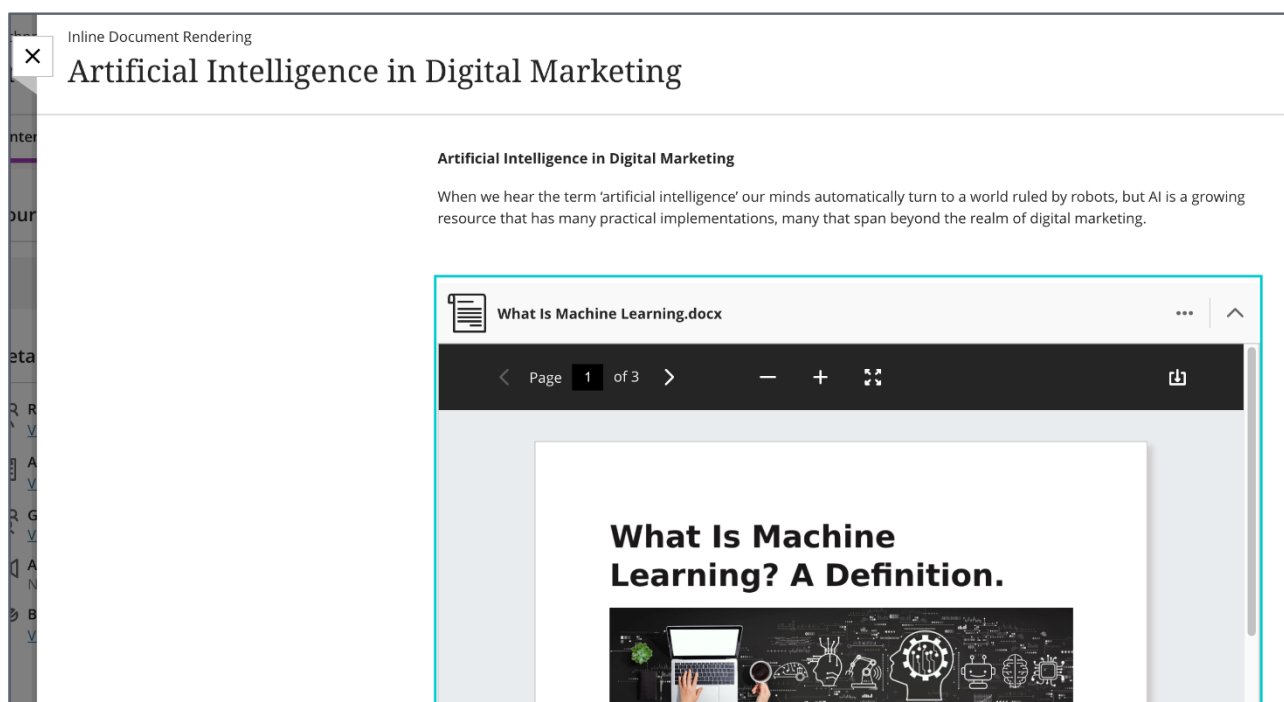 Inline Document Rendering
Artificial Intelligence in Digital Marketing
Artificial Intelligence in Digital Marketing
When we hear the term ‘artificial intelligence’ our minds automatically turn to a world ruled by robots, but AI is a growing
resource that has many practical implementations, many that span beyond the realm of digital marketing.
What Is Machine Learning.docx
Page 1 of 3
What Is Machine
Learning? A Definition.